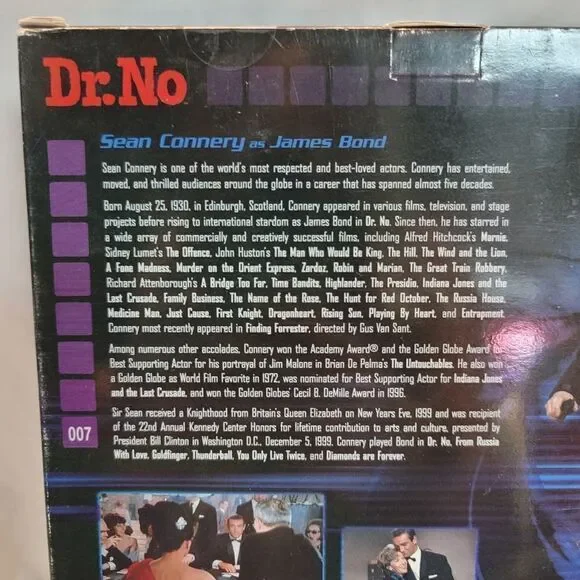 Dr.No
Sean Connery as James Bond
Sean Connery is one of the world's most respected and best-loved actors. Connery has entertained,
moved, and thrilled audiences around the globe in a career that has spanned almost five decades.
Born August 25, 1930, in Edinburgh, Scotland, Connery appeared in various films, television, and stage
projects before rising to international stardom as James Bond in Dr. No. Since then, he has starred in
a wide array of commercially and creatively successful films, including Alfred Hitchcock's Marnie,
Sidney Lumet's The Offence, John Huston's The Man Who Would Be King, The Hill, The Wind and the Lion,
A Fone Madness, Murder on the Orient Express, Zardoz, Robin and Marian, The Great Train Robbery,
Richard Attenborough's A Bridge Too Far, Time Bandits, Highlander, The Presidio, Indiana Jones and
the Last Crusade, Family Business, The Name of the Rose, The Hunt for Red October, The Russia House,
Medicine Man, Just Cause, First Knight, Dragonheart, Rising Sun, Playing By Heart, and Entrapment.
Connery most recently appeared in Finding Forrester, directed by Gus Van Sant.
Among numerous other accolades, Connery won the Academy Award® and the Golden Globe Award for
Best Supporting Actor for his portrayal of Jim Malone in Brian De Palma's The Untouchables. He also won
a Golden Globe as World Film Favorite in 1972, was nominated for Best Supporting Actor for Indiana Jones
and the Last Crusade, and won the Golden Globes' Cecil B. DeMille Award in 1996.
Sir Sean received a Knighthood from Britain's Queen Elizabeth on New Years Eve, 1999 and was recipient
of the 22nd Annual Kennedy Center Honors for lifetime contribution to arts and culture, presented by
President Bill Clinton in Washington D.C., December 5, 1999. Connery played Bond in Dr. No, From Russia
With Love, Goldfinger, Thunderball, You Only Live Twice, and Diamonds are Forever.
007